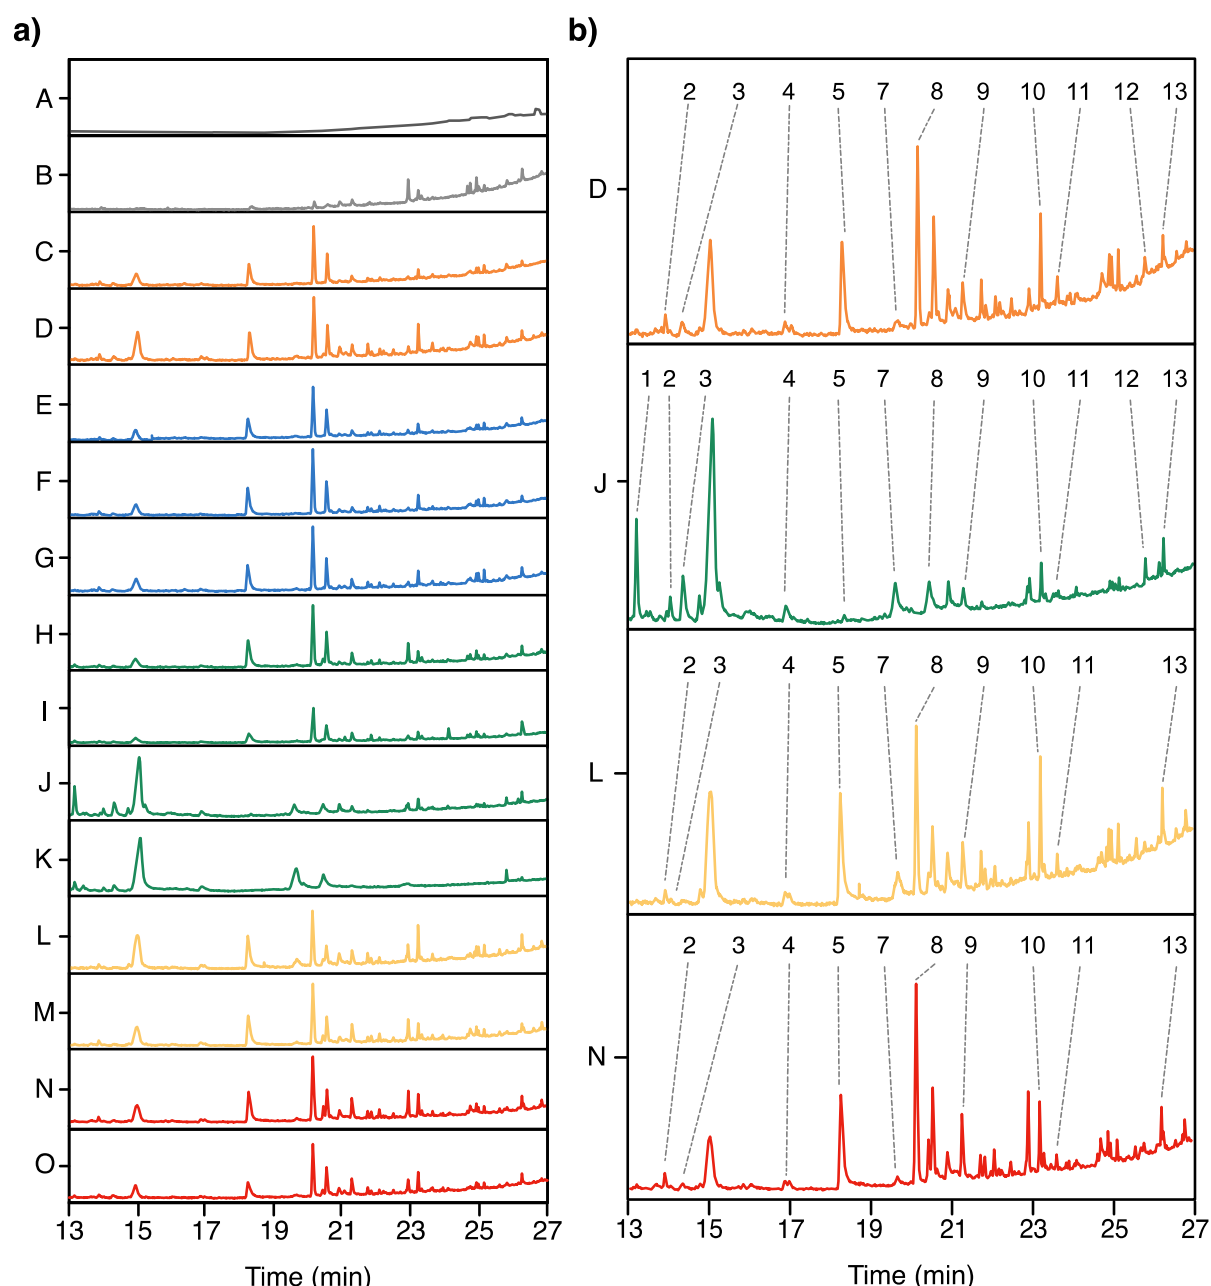 a)
A
B
C
D
E
F
G
H
I
J
K
L
M
N
O
13 15 17 19 21 23 25 27
Time (min)
b)
2 3 4 5 7 8 9 10 11 12 13
D
1 2 3 4 5 7 8 9 10 11 12 13
J
2 3 4 5 7 8 9 10 11 13
L
2 3 4 5 7 8 9 10 11 13
N
13 15 17 19 21 23 25 27
Time (min)